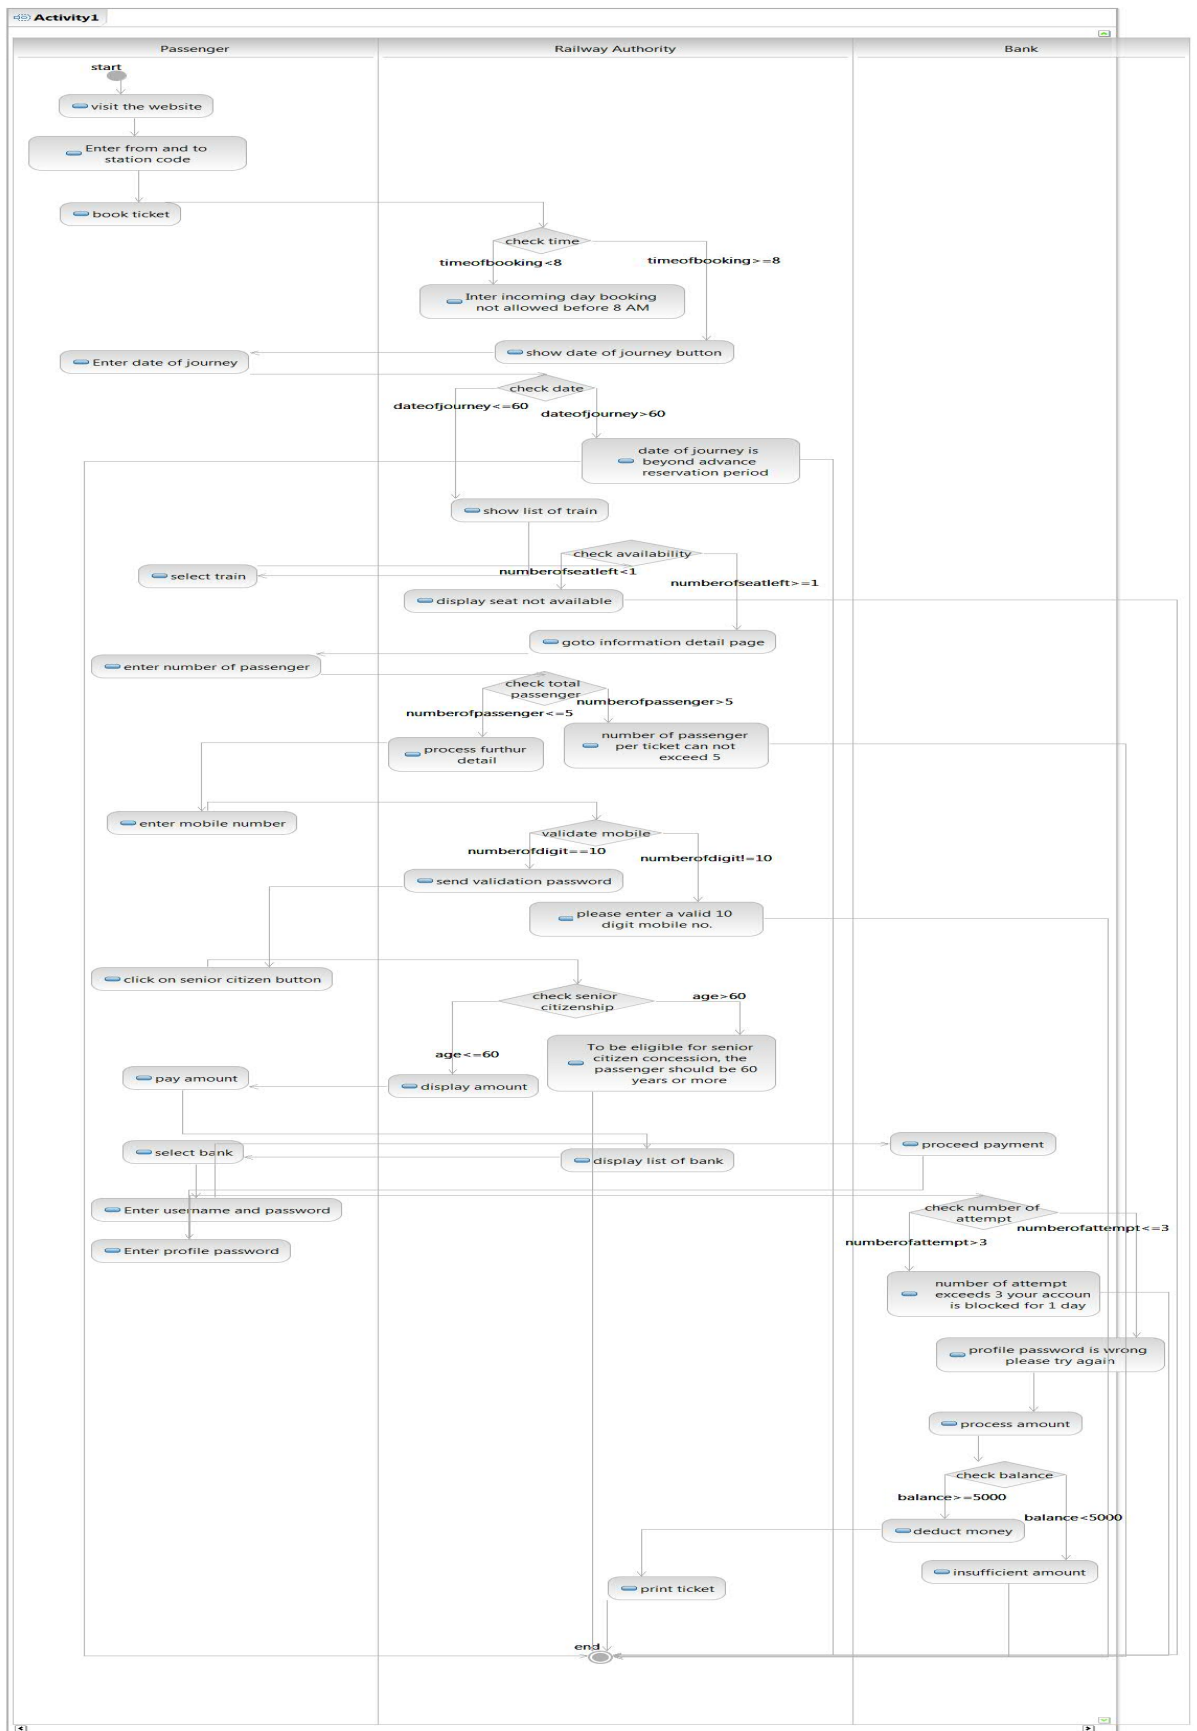 Activity1
Passenger
Railway Authority
Bank
start
visit the website
Enter from and to
station code
book ticket
check time
timeofbooking<8
timeofbooking>=8
Inter incoming day booking
not allowed before 8 AM
show date of journey button
Enter date of journey
check date
dateofjourney<=60
dateofjourney>60
date of journey is
beyond advance
reservation period
show list of train
check availability
select train
numberofseatleft<1
numberofseatleft>=1
display seat not available
goto information detail page
enter number of passenger
check total
passenger
numberofpassenger>5
numberofpassenger<=5
number of passenger
per ticket can not
exceed 5
process furthur
detail
enter mobile number
validate mobile
numberofdigit==10
numberofdigit!=10
send validation password
please enter a valid 10
digit mobile no.
click on senior citizen button
check senior
citizenship
age>60
age<=60
To be eligible for senior
citizen concession, the
passenger should be 60
years or more
pay amount
display amount
select bank
display list of bank
proceed payment
Enter username and password
check number of
attempt
numberofattempt<=3
numberofattempt>3
Enter profile password
number of attempt
exceeds 3 your accoun
is blocked for 1 day
profile password is wrong
please try again
process amount
check balance
balance>=5000
balance<5000
deduct money
insufficient amount
print ticket
end